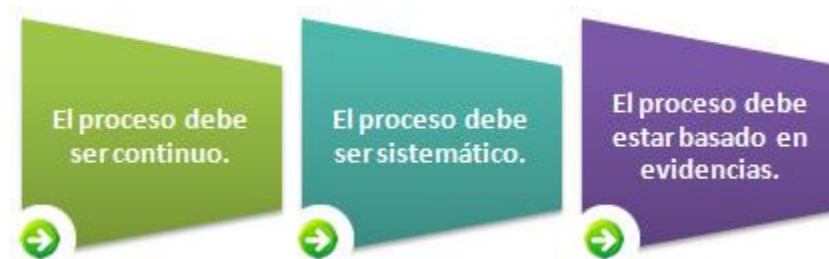 El proceso debe
ser continuo.
El proceso debe
ser sistemático.
El proceso debe
estar basado en
evidencias.